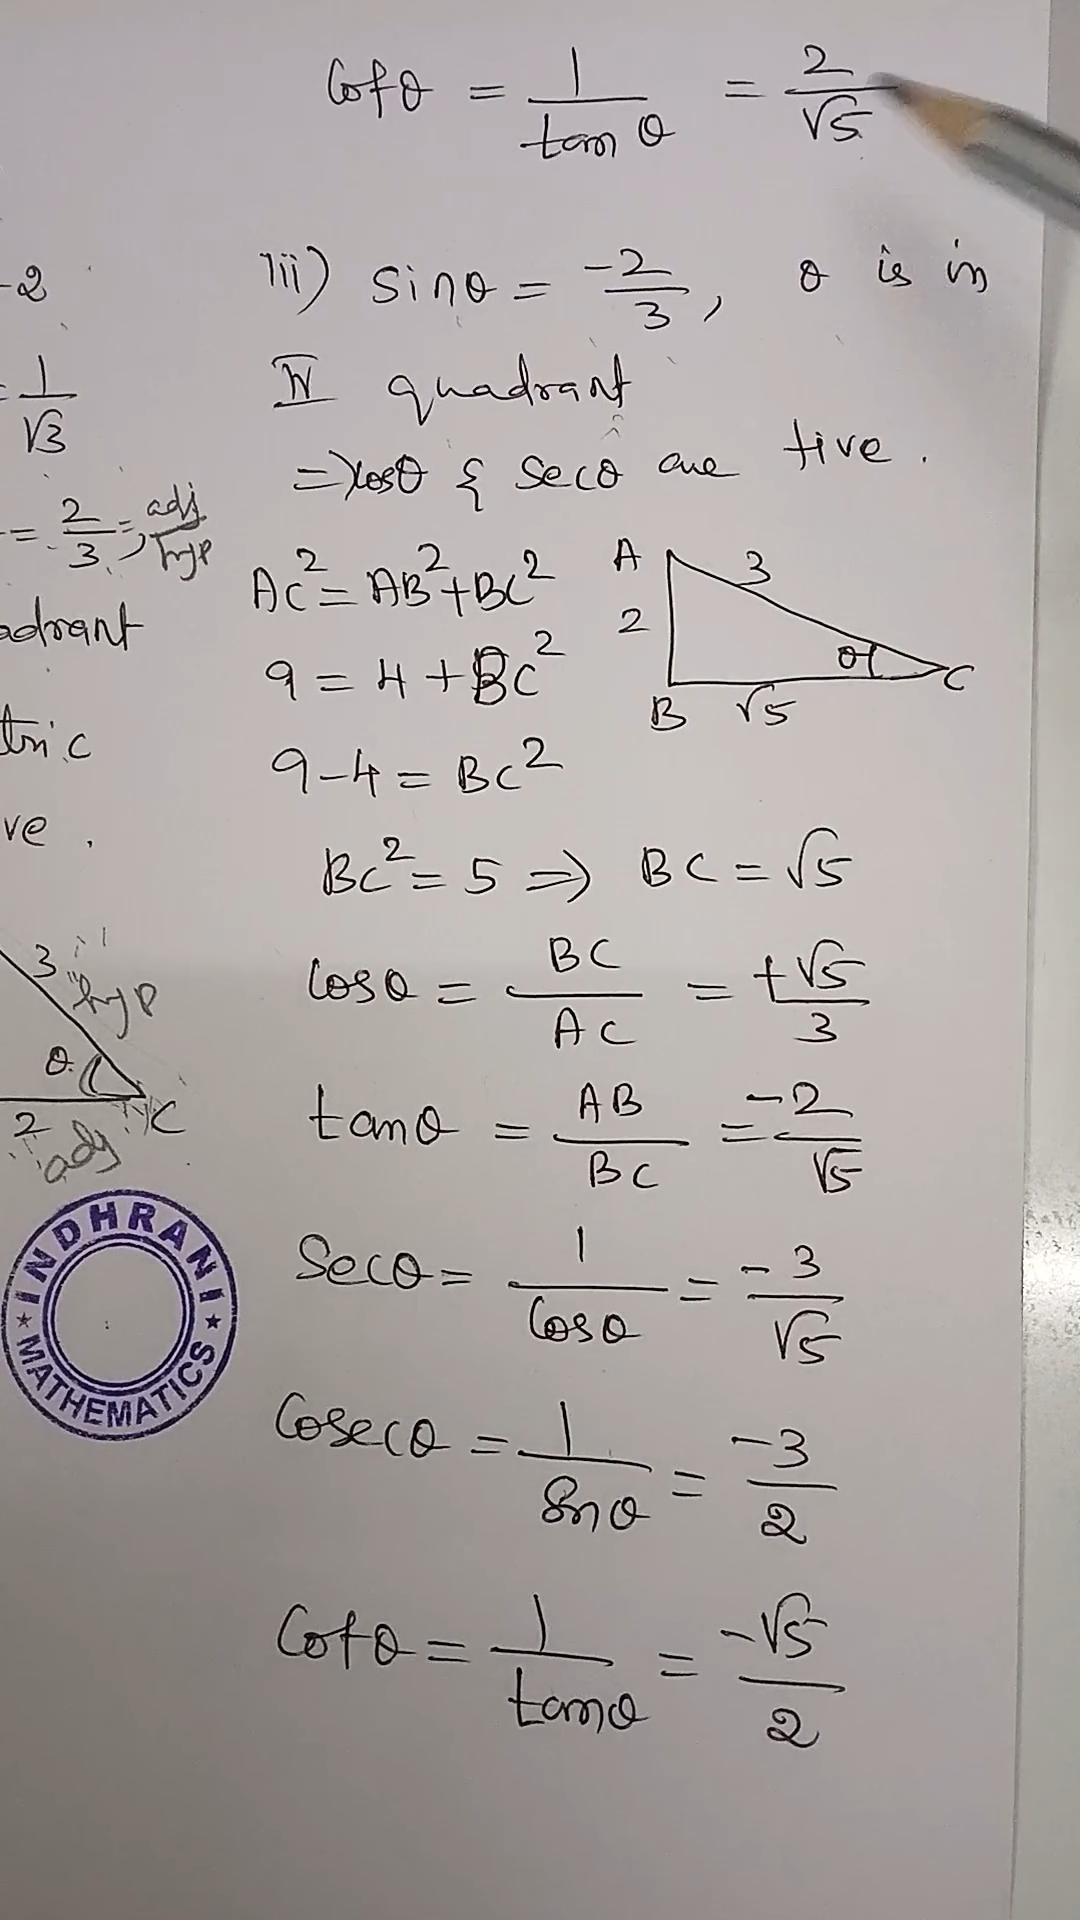 Cotθ = 1/tanθ = 2/√5
-2
= 1/√3
= 2/3 = adj/hyp
adrant
tric
ve.
3 hyp
θ
2 C
adj
INDHRANI
★ MATHEMATICS ★
iii) sinθ = -2/3, θ is in
IV quadrant
=> cosθ & secθ are +ive.
AC² = AB² + BC²
9 = 4 + BC²
9-4 = BC²
BC² = 5 => BC = √5
A 3
2
θ C
B √5
Cosθ = BC/AC = +√5/3
tanθ = AB/BC = -2/√5
Secθ = 1/Cosθ = -3/√5
Cosecθ = 1/Sinθ = -3/2
Cotθ = 1/tanθ = -√5/2